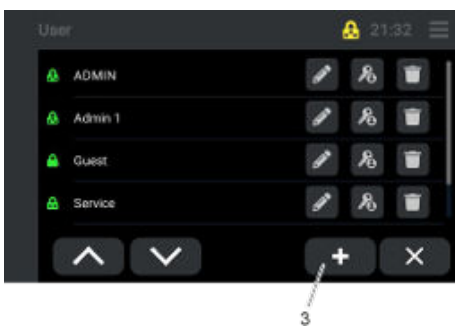 User 21:32
ADMIN
Admin 1
Guest
Service
3